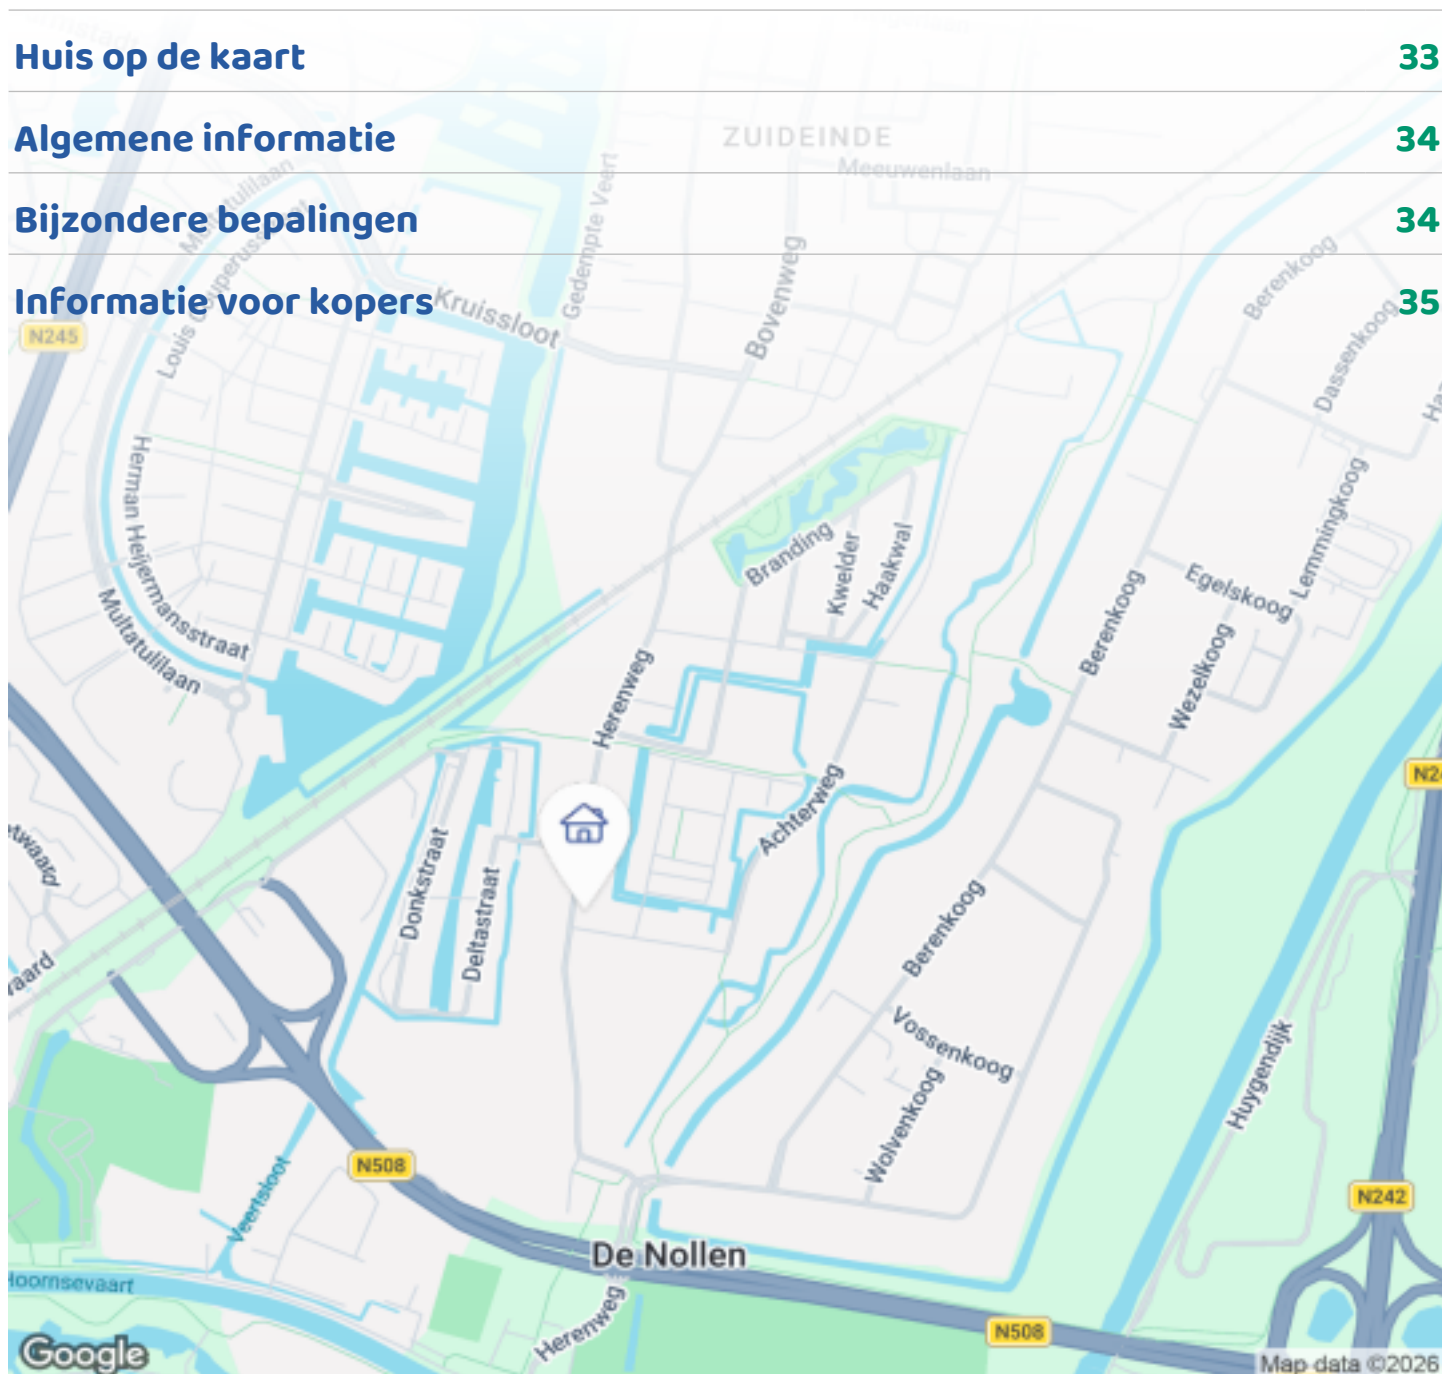 Huis op de kaart 33
ZUIDEINDE
Algemene informatie 34
Meeuwenlaan
Multatulilaan
Gedempte Veert
Bijzondere bepalingen 34
Bovenweg
Berenkoog
Informatie voor kopers 35
Kruissloot
N245
Dassenkoog
Herman Heijermansstraat
Lemmingkoog
Branding
Kwelder
Haakwal
Egelskoog
Berenkoog
Multatulilaan
Herenweg
Wezelkoog
Achterweg
Donkstraat
Deltastraat
Berenkoog
Vossenkoog
Wolvenkoog
Huygendijk
N508
Veertsloot
N242
De Nollen
Herenweg
N508
Google
Map data ©2026